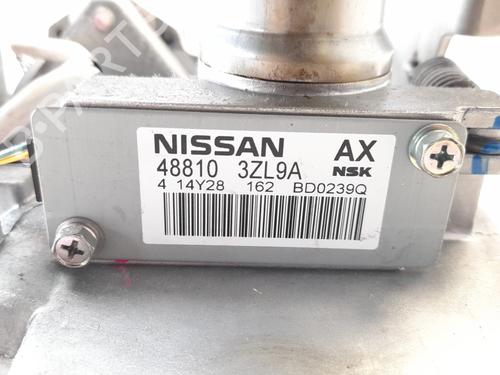 NISSAN AX
48810 3ZL9A NSK
4 14Y28 162 BD0239Q